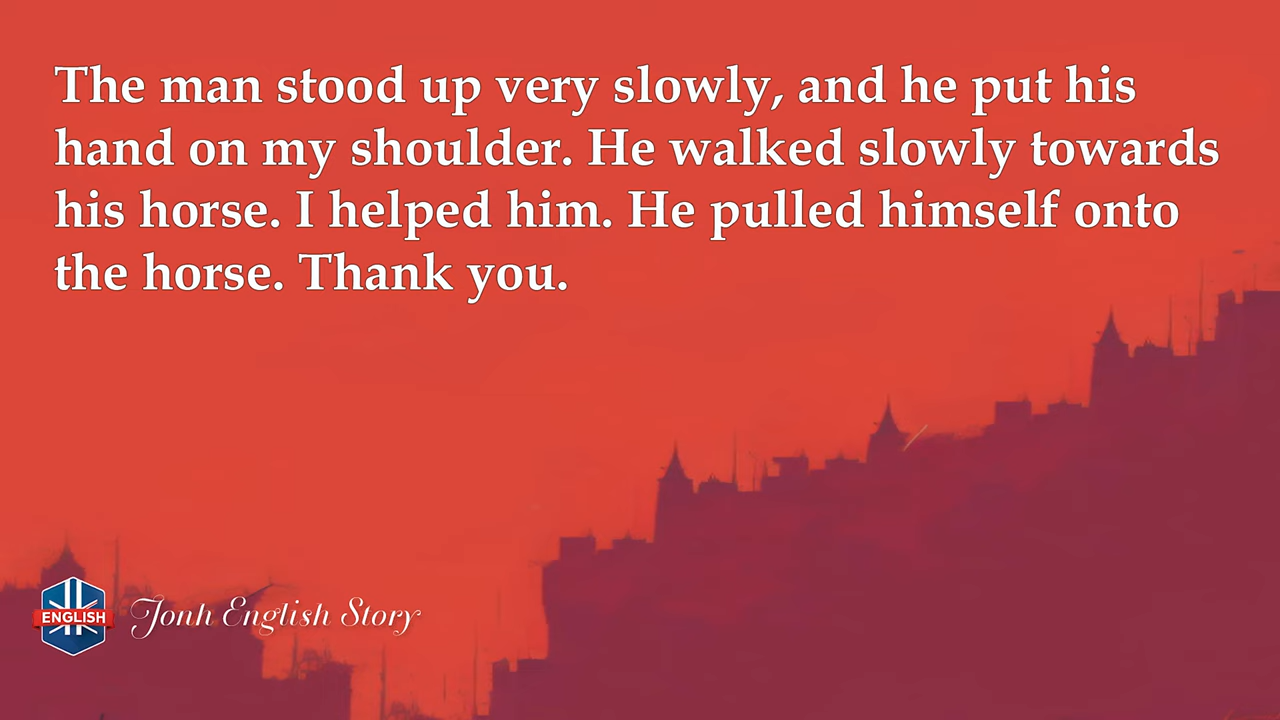 The man stood up very slowly, and he put his
hand on my shoulder. He walked slowly towards
his horse. I helped him. He pulled himself onto
the horse. Thank you.
ENGLISH
Jonh English Story